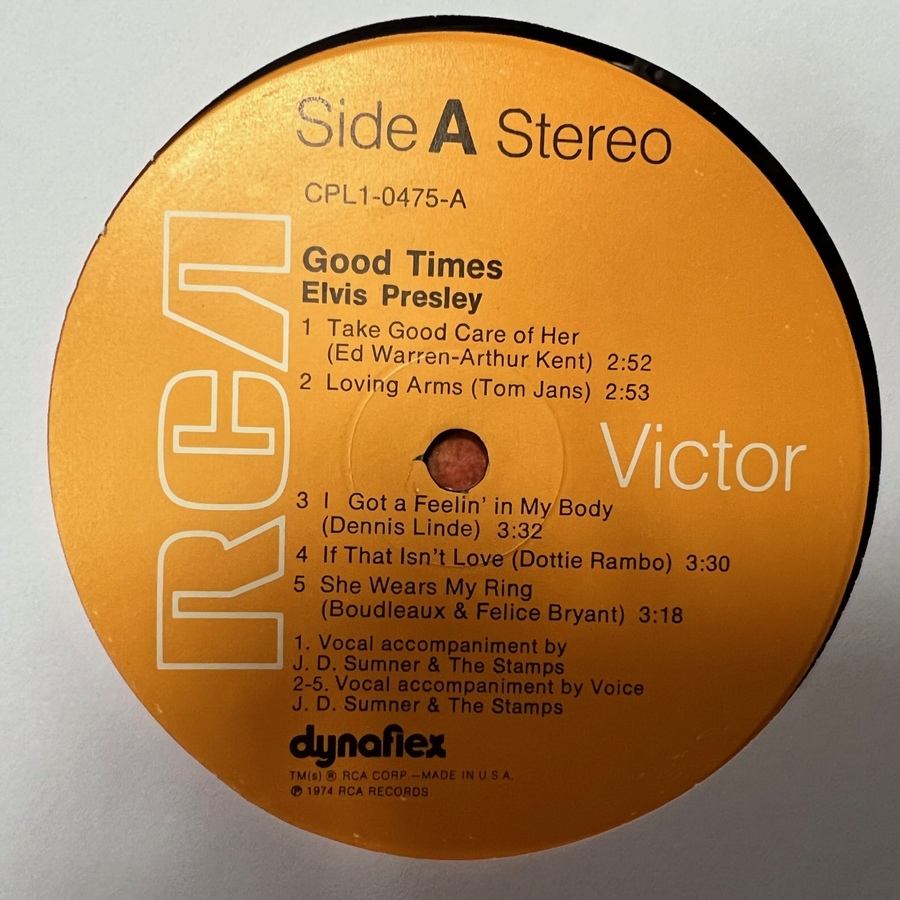 Side A Stereo
CPL1-0475-A
RCA
Good Times
Elvis Presley
1 Take Good Care of Her
(Ed Warren-Arthur Kent) 2:52
2 Loving Arms (Tom Jans) 2:53
Victor
3 I Got a Feelin' in My Body
(Dennis Linde) 3:32
4 If That Isn't Love (Dottie Rambo) 3:30
5 She Wears My Ring
(Boudleaux & Felice Bryant) 3:18
1. Vocal accompaniment by
J. D. Sumner & The Stamps
2-5. Vocal accompaniment by Voice
J. D. Sumner & The Stamps
dynaflex
TM(s) ® RCA CORP.—MADE IN U.S.A.
℗ 1974 RCA RECORDS